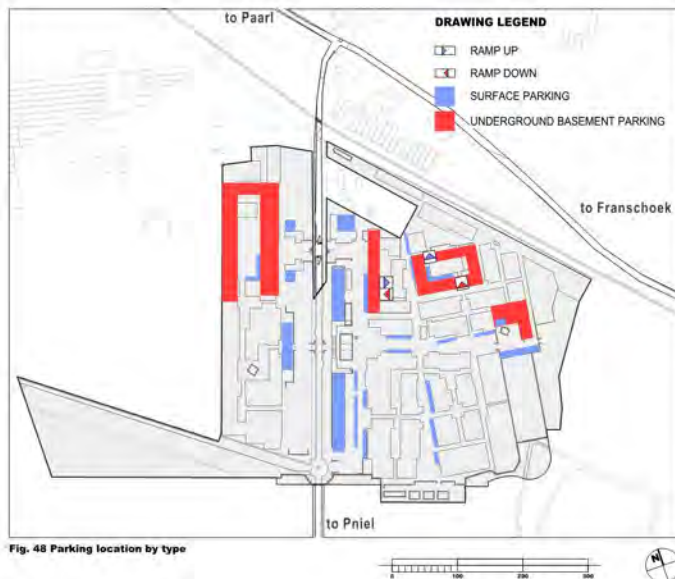 to Paarl
DRAWING LEGEND
RAMP UP
RAMP DOWN
SURFACE PARKING
UNDERGROUND BASEMENT PARKING
to Franschoek
to Pniel
Fig. 48 Parking location by type
0 100 200 300
N